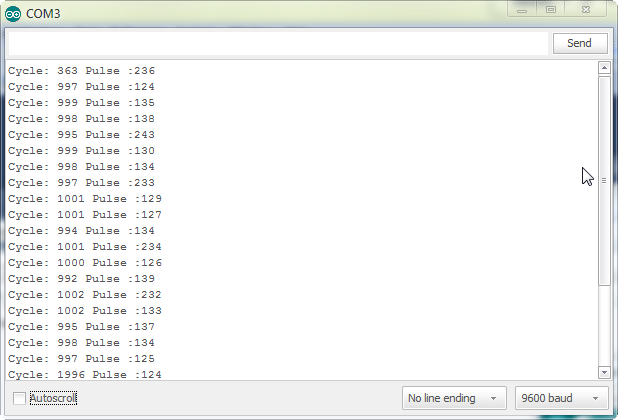 COM3
Send
Cycle: 363 Pulse :236
Cycle: 997 Pulse :124
Cycle: 999 Pulse :135
Cycle: 998 Pulse :138
Cycle: 995 Pulse :243
Cycle: 999 Pulse :130
Cycle: 998 Pulse :134
Cycle: 997 Pulse :233
Cycle: 1001 Pulse :129
Cycle: 1001 Pulse :127
Cycle: 994 Pulse :134
Cycle: 1001 Pulse :234
Cycle: 1000 Pulse :126
Cycle: 992 Pulse :139
Cycle: 1002 Pulse :232
Cycle: 1002 Pulse :133
Cycle: 995 Pulse :137
Cycle: 998 Pulse :134
Cycle: 997 Pulse :125
Cycle: 1996 Pulse :124
Autoscroll No line ending 9600 baud